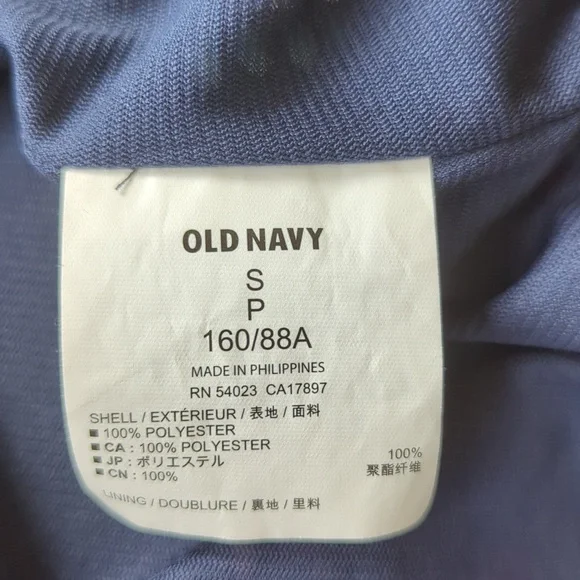 OLD NAVY
S
P
160/88A
MADE IN PHILIPPINES
RN 54023 CA17897
SHELL / EXTÉRIEUR / 表地 / 面料
■ 100% POLYESTER
■ CA : 100% POLYESTER
■ JP : ポリエステル 100%
■ CN : 100% 聚酯纤维
LINING / DOUBLURE / 裏地 / 里料